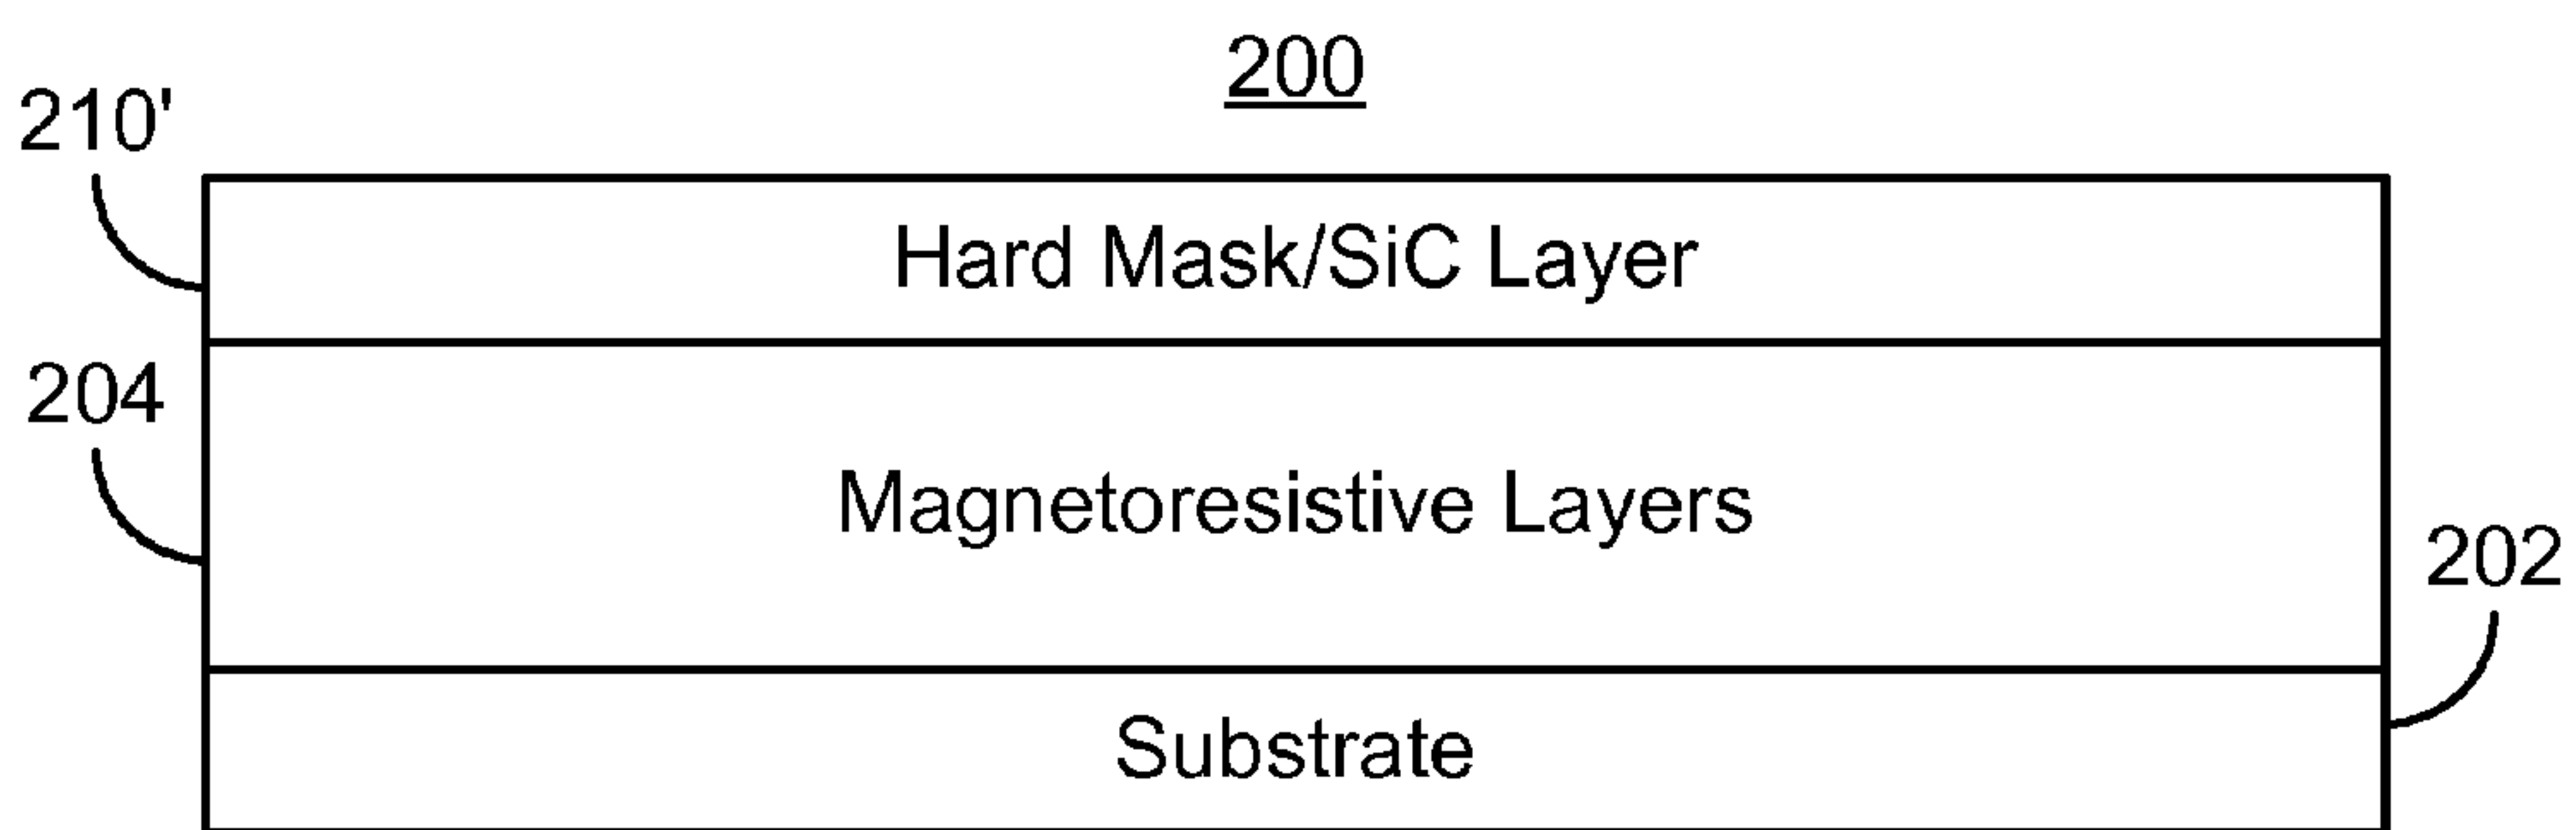 200
210'
Hard Mask/SiC Layer
204
Magnetoresistive Layers
202
Substrate